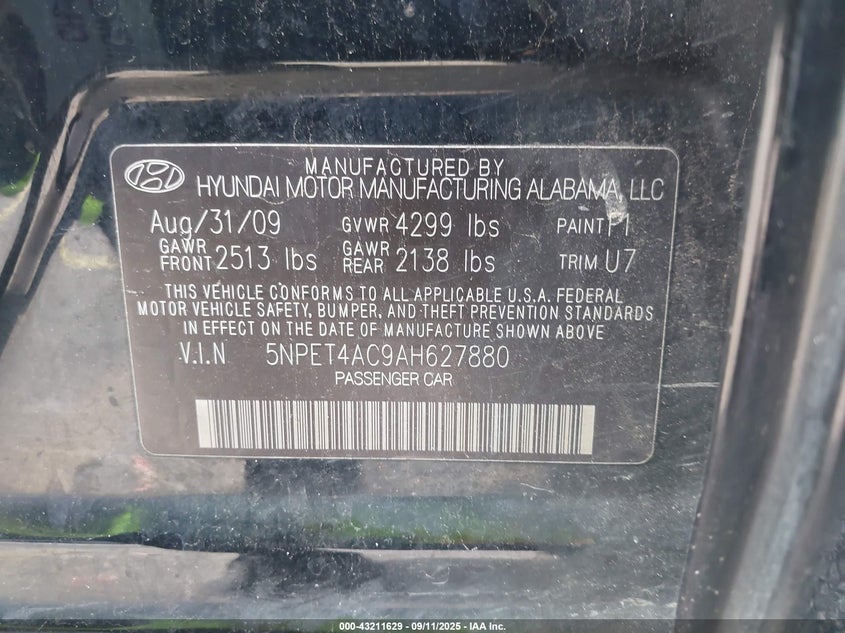 MANUFACTURED BY
HYUNDAI MOTOR MANUFACTURING ALABAMA, LLC
Aug/31/09 GVWR 4299 lbs PAINT
GAWR FRONT 2513 lbs GAWR REAR 2138 lbs TRIM U7
THIS VEHICLE CONFORMS TO ALL APPLICABLE U.S.A. FEDERAL
MOTOR VEHICLE SAFETY, BUMPER, AND THEFT PREVENTION STANDARDS
IN EFFECT ON THE DATE OF MANUFACTURE SHOWN ABOVE
V.I.N 5NPET4AC9AH627880
PASSENGER CAR
000-43211629 - 09/11/2025 - IAA Inc.